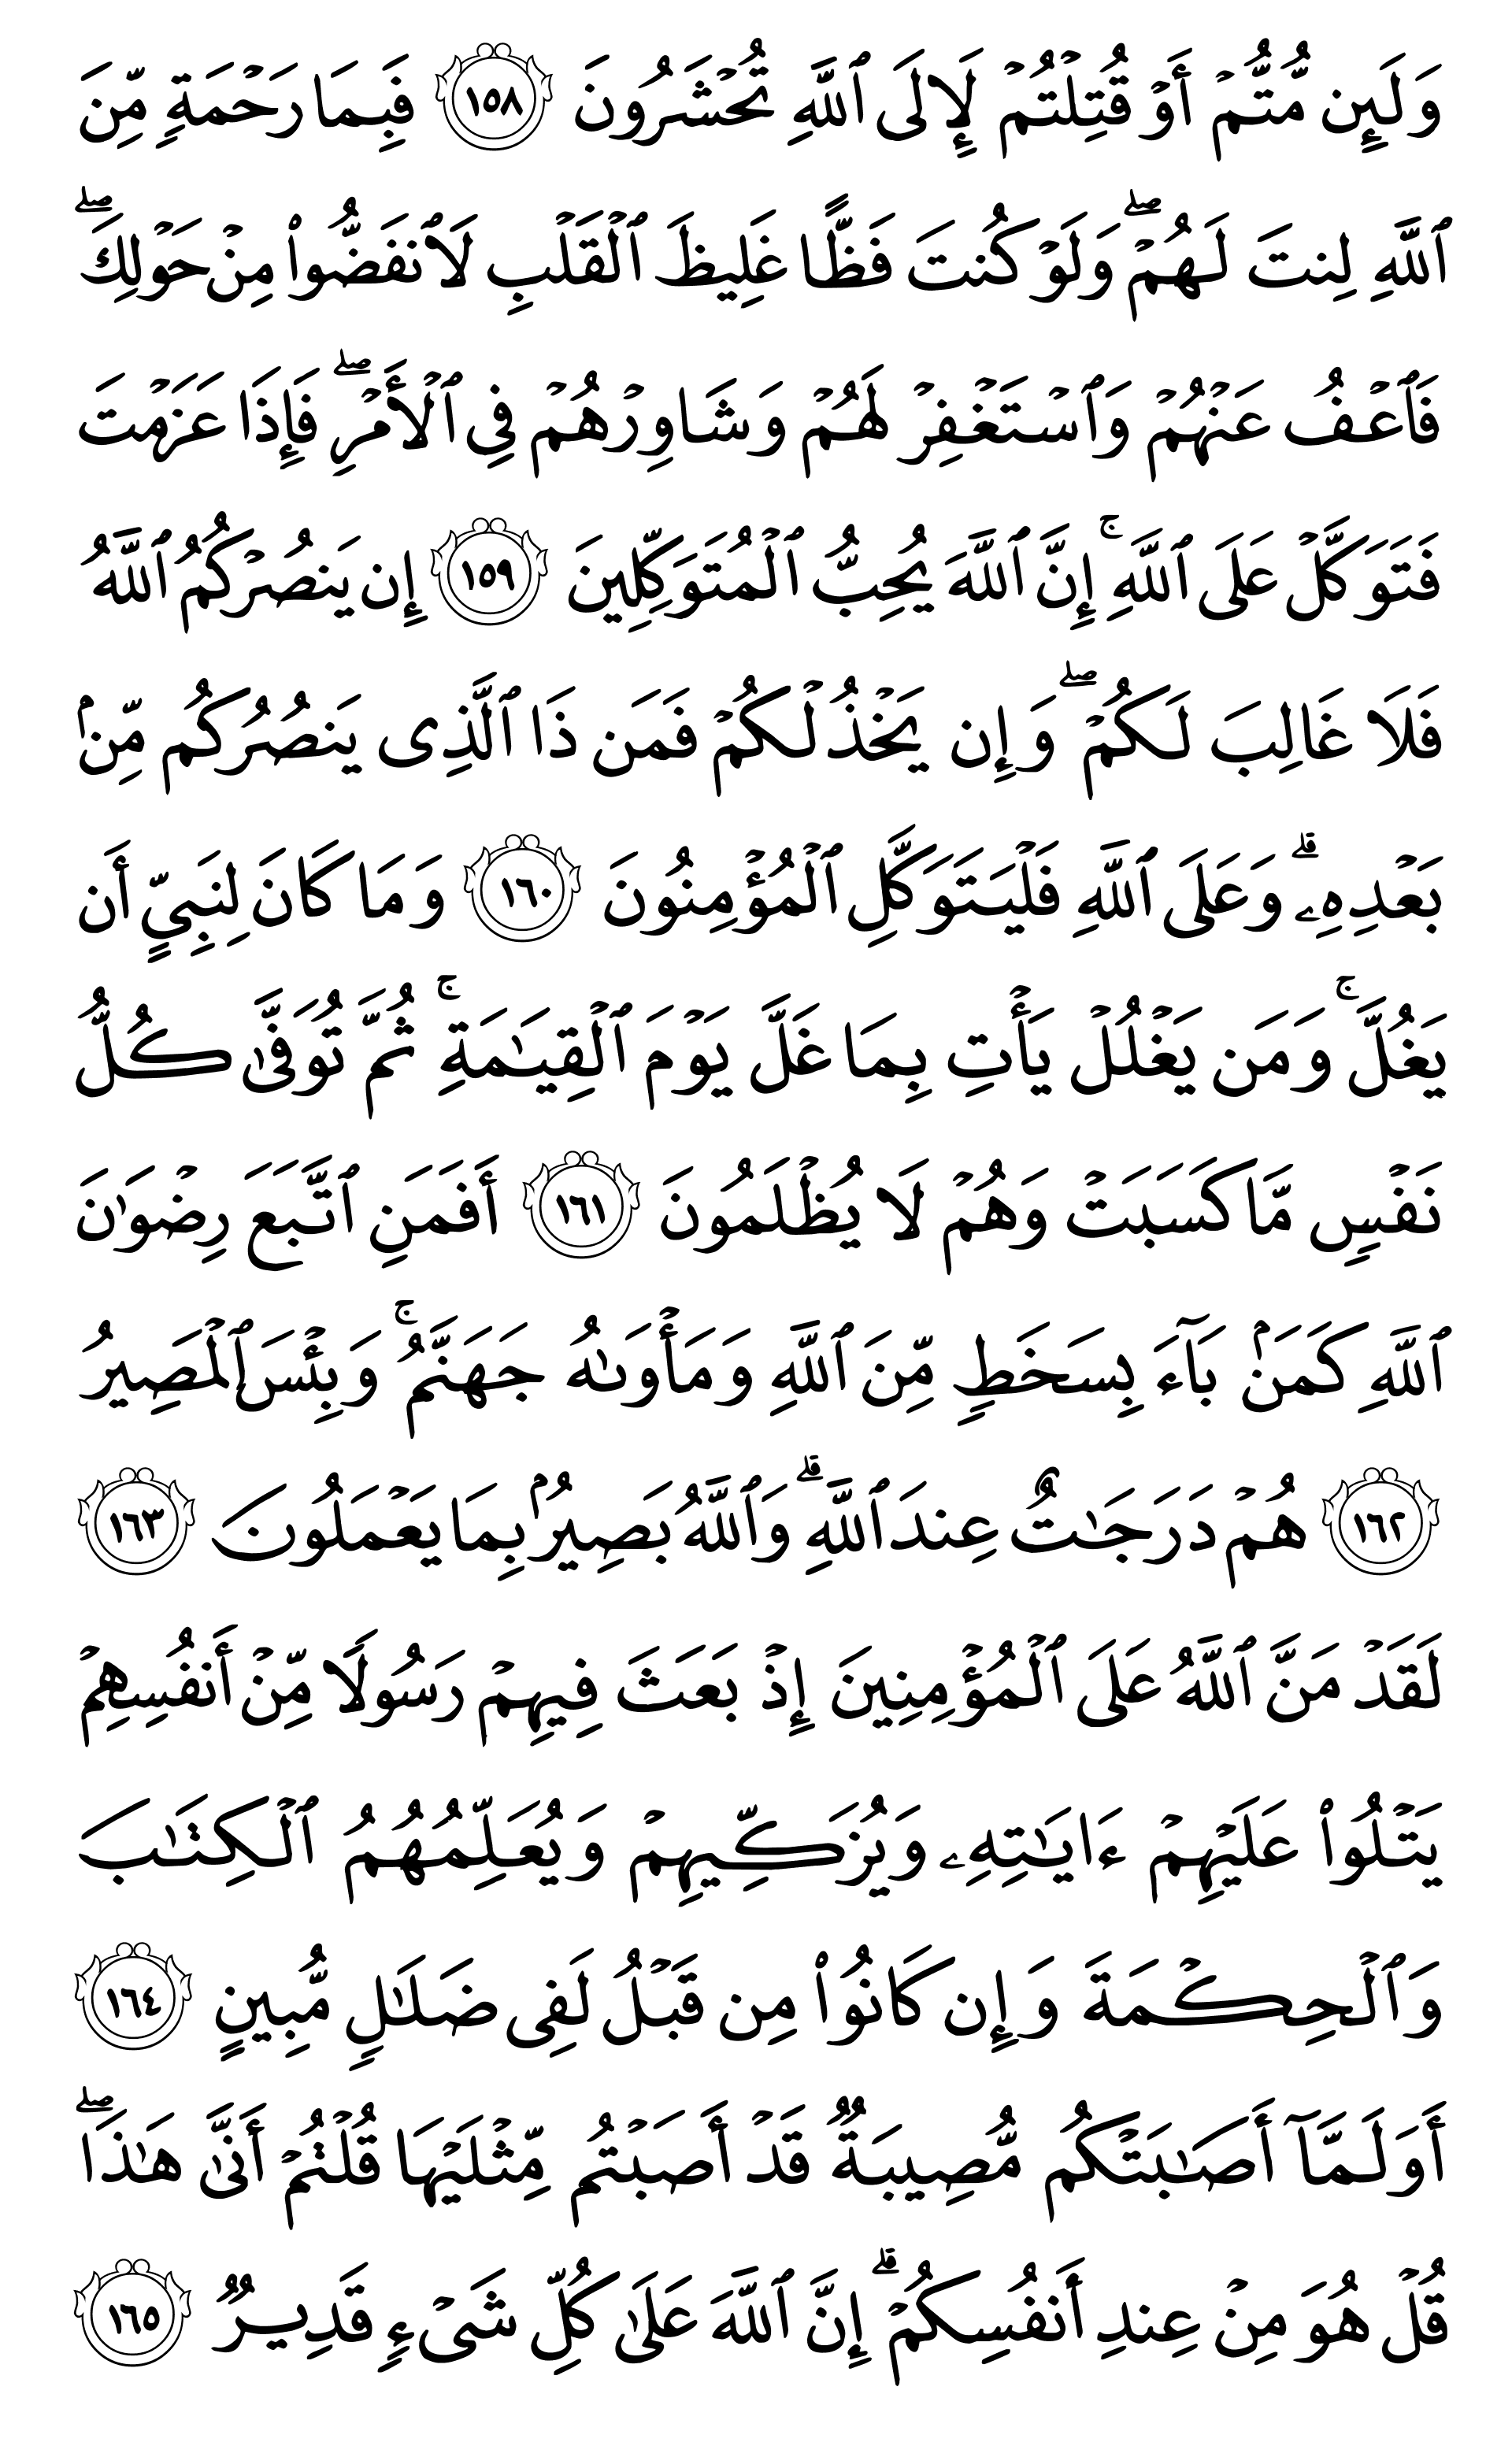 وَلَئِن مُّتُّمۡ أَوۡ قُتِلۡتُمۡ لَإِلَى ٱللَّهِ تُحۡشَرُونَ ١٥٨ فَبِمَا رَحۡمَةٖ مِّنَ
ٱللَّهِ لِنتَ لَهُمۡۖ وَلَوۡ كُنتَ فَظًّا غَلِيظَ ٱلۡقَلۡبِ لَٱنفَضُّواْ مِنۡ حَوۡلِكَۖ
فَٱعۡفُ عَنۡهُمۡ وَٱسۡتَغۡفِرۡ لَهُمۡ وَشَاوِرۡهُمۡ فِي ٱلۡأَمۡرِۖ فَإِذَا عَزَمۡتَ
فَتَوَكَّلۡ عَلَى ٱللَّهِۚ إِنَّ ٱللَّهَ يُحِبُّ ٱلۡمُتَوَكِّلِينَ ١٥٩ إِن يَنصُرۡكُمُ ٱللَّهُ
فَلَا غَالِبَ لَكُمۡۖ وَإِن يَخۡذُلۡكُمۡ فَمَن ذَا ٱلَّذِي يَنصُرُكُم مِّنۢ
بَعۡدِهِۦۗ وَعَلَى ٱللَّهِ فَلۡيَتَوَكَّلِ ٱلۡمُؤۡمِنُونَ ١٦٠ وَمَا كَانَ لِنَبِيٍّ أَن
يَغُلَّۚ وَمَن يَغۡلُلۡ يَأۡتِ بِمَا غَلَّ يَوۡمَ ٱلۡقِيَٰمَةِۚ ثُمَّ تُوَفَّىٰ كُلُّ
نَفۡسٖ مَّا كَسَبَتۡ وَهُمۡ لَا يُظۡلَمُونَ ١٦١ أَفَمَنِ ٱتَّبَعَ رِضۡوَٰنَ
ٱللَّهِ كَمَنۢ بَآءَ بِسَخَطٖ مِّنَ ٱللَّهِ وَمَأۡوَىٰهُ جَهَنَّمُۚ وَبِئۡسَ ٱلۡمَصِيرُ
١٦٢ هُمۡ دَرَجَٰتٌ عِندَ ٱللَّهِۗ وَٱللَّهُ بَصِيرُۢ بِمَا يَعۡمَلُونَ ١٦٣
لَقَدۡ مَنَّ ٱللَّهُ عَلَى ٱلۡمُؤۡمِنِينَ إِذۡ بَعَثَ فِيهِمۡ رَسُولٗا مِّنۡ أَنفُسِهِمۡ
يَتۡلُواْ عَلَيۡهِمۡ ءَايَٰتِهِۦ وَيُزَكِّيهِمۡ وَيُعَلِّمُهُمُ ٱلۡكِتَٰبَ
وَٱلۡحِكۡمَةَ وَإِن كَانُواْ مِن قَبۡلُ لَفِي ضَلَٰلٖ مُّبِينٍ ١٦٤
أَوَلَمَّآ أَصَٰبَتۡكُم مُّصِيبَةٞ قَدۡ أَصَبۡتُم مِّثۡلَيۡهَا قُلۡتُمۡ أَنَّىٰ هَٰذَاۖ
قُلۡ هُوَ مِنۡ عِندِ أَنفُسِكُمۡۗ إِنَّ ٱللَّهَ عَلَىٰ كُلِّ شَيۡءٖ قَدِيرٞ ١٦٥